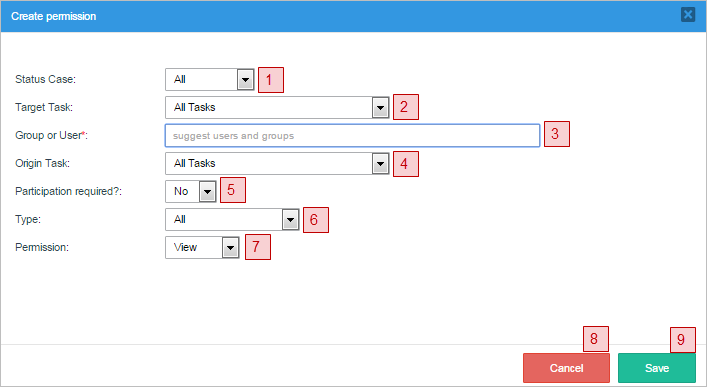 Create permission
Status Case: All 1
Target Task: All Tasks 2
Group or User*: suggest users and groups 3
Origin Task: All Tasks 4
Participation required?: No 5
Type: All 6
Permission: View 7
8 9
Cancel Save